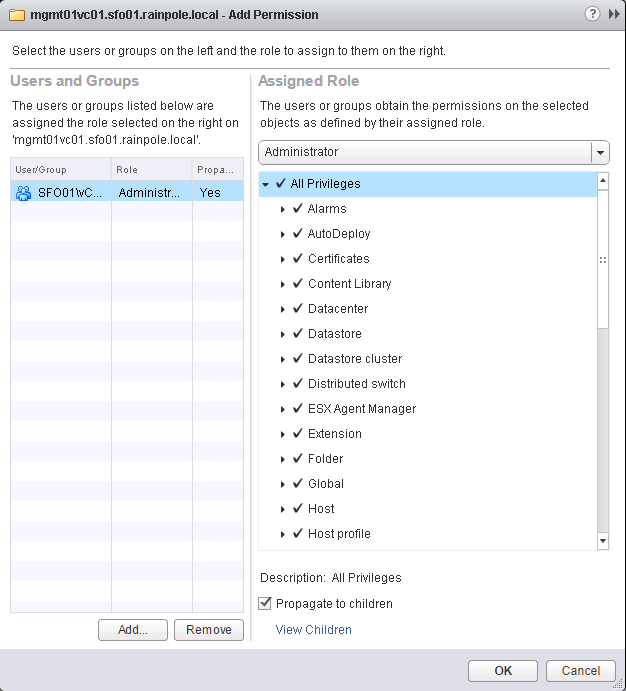 mgmt01vc01.sfo01.rainpole.local - Add Permission
Select the users or groups on the left and the role to assign to them on the right.
Users and Groups
The users or groups listed below are
assigned the role selected on the right on
'mgmt01vc01.sfo01.rainpole.local'.
User/Group Role Propa...
SFO01\vC... Administr... Yes
Add... Remove
Assigned Role
The users or groups obtain the permissions on the selected
objects as defined by their assigned role.
Administrator
All Privileges
Alarms
AutoDeploy
Certificates
Content Library
Datacenter
Datastore
Datastore cluster
Distributed switch
ESX Agent Manager
Extension
Folder
Global
Host
Host profile
Description: All Privileges
Propagate to children
View Children
OK Cancel